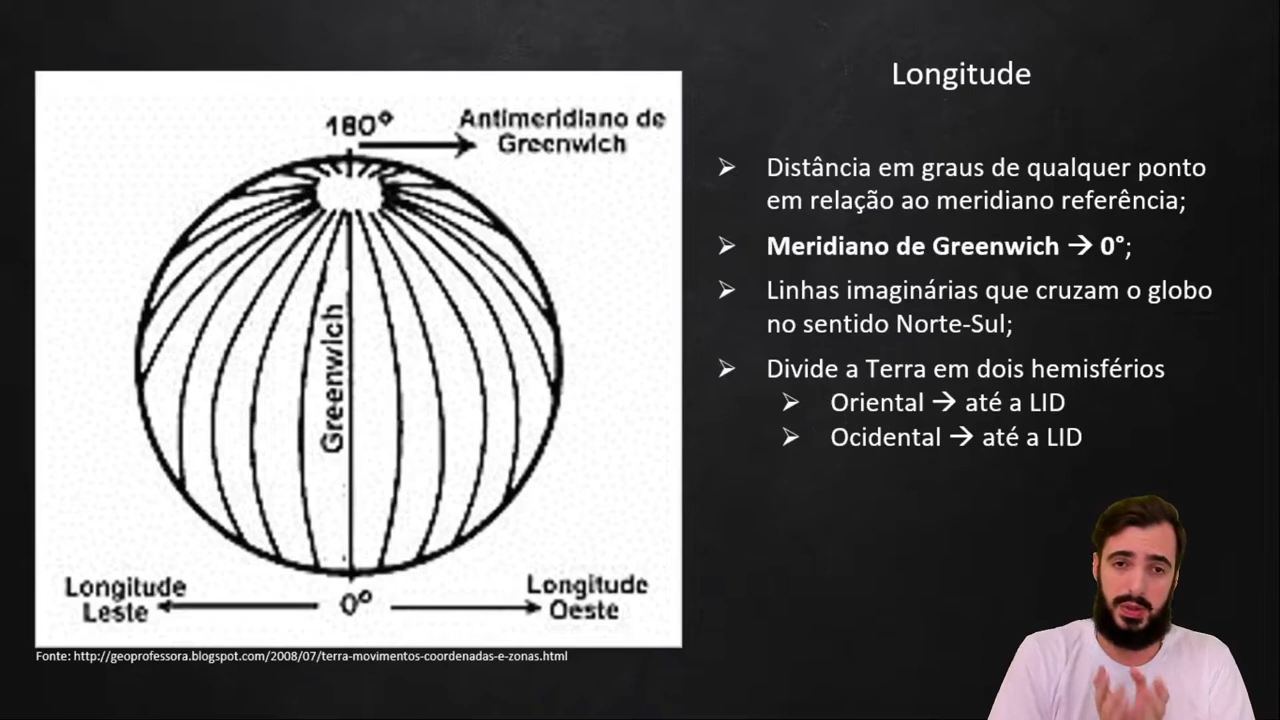 Longitude
180º
Antimeridiano de
Greenwich
Greenwich
Longitude
Leste
0º
Longitude
Oeste
Fonte: http://geoprofessora.blogspot.com/2008/07/terra-movimentos-coordenadas-e-zonas.html
➢ Distância em graus de qualquer ponto
em relação ao meridiano referência;
➢ Meridiano de Greenwich → 0°;
➢ Linhas imaginárias que cruzam o globo
no sentido Norte-Sul;
➢ Divide a Terra em dois hemisférios
➢ Oriental → até a LID
➢ Ocidental → até a LID